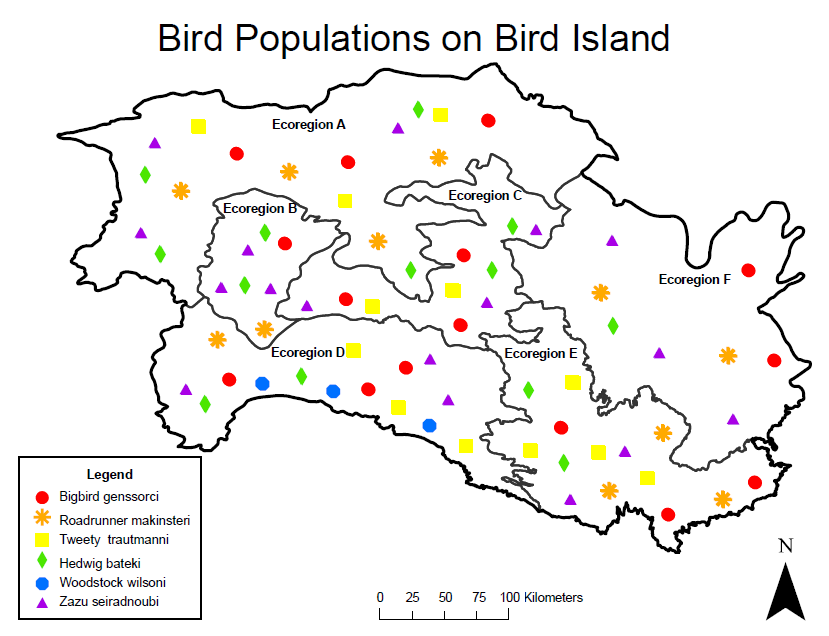 Bird Populations on Bird Island
Ecoregion A
Ecoregion B
Ecoregion C
Ecoregion F
Ecoregion D
Ecoregion E
Legend
Bigbird genssorci
Roadrunner makinsteri
Tweety trautmanni
Hedwig bateki
Woodstock wilsoni
Zazu seiradnoubi
N
0 25 50 75 100 Kilometers